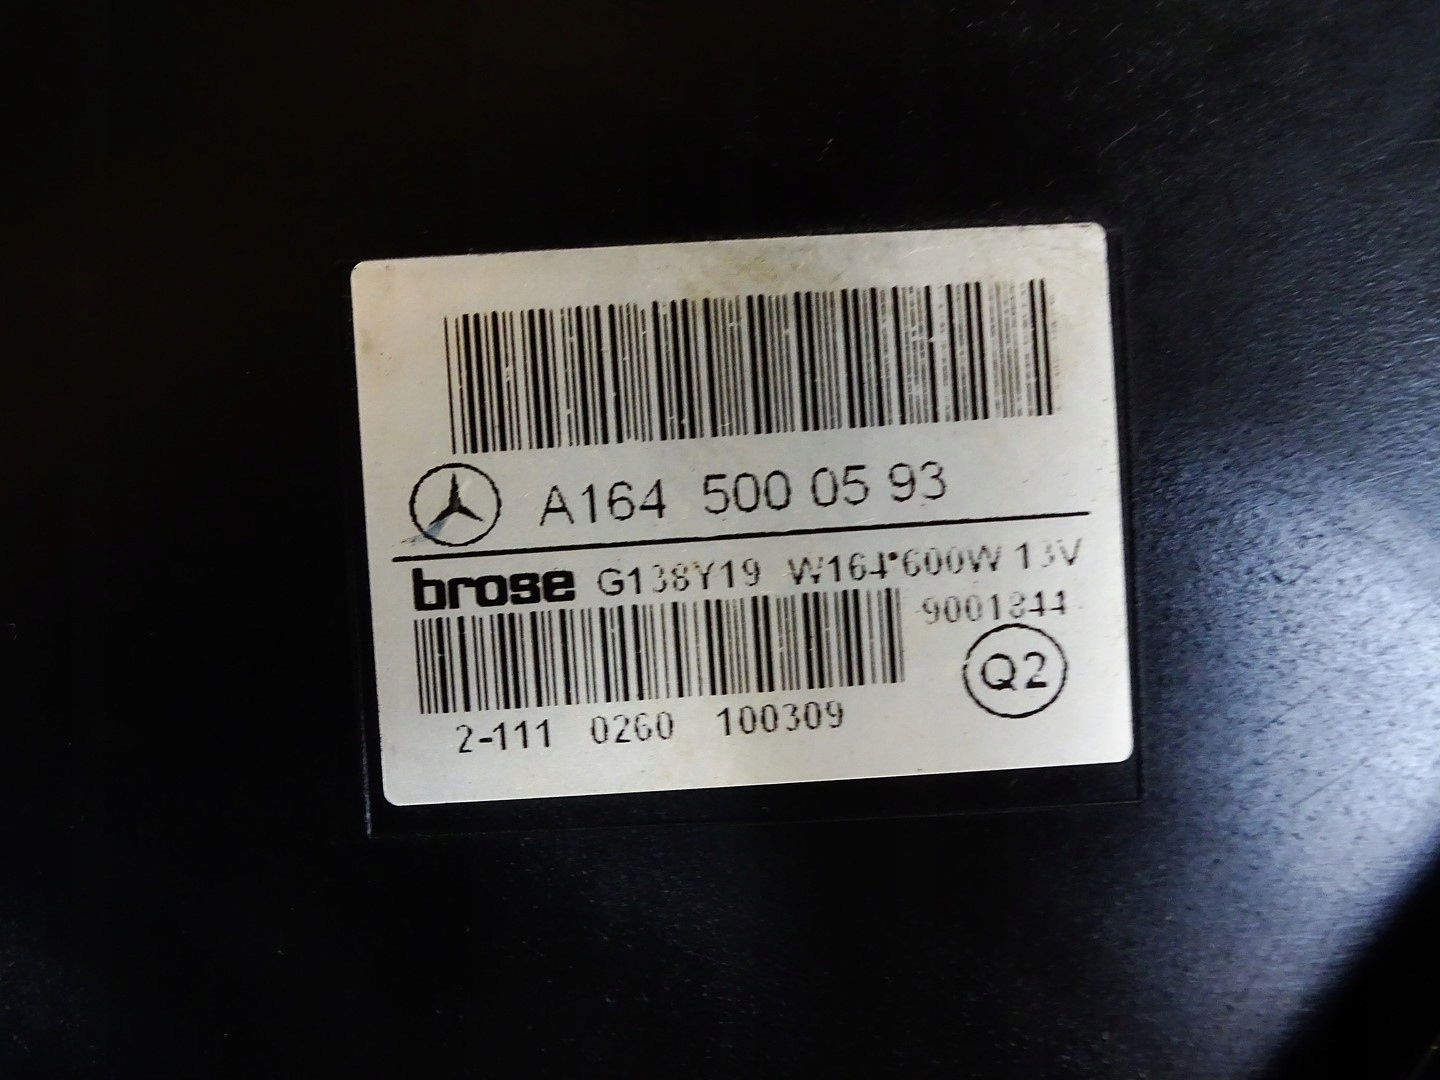 A164 500 05 93
brose G138Y19 W164*600W 13V
9001844
Q2
2-111 0260 100309